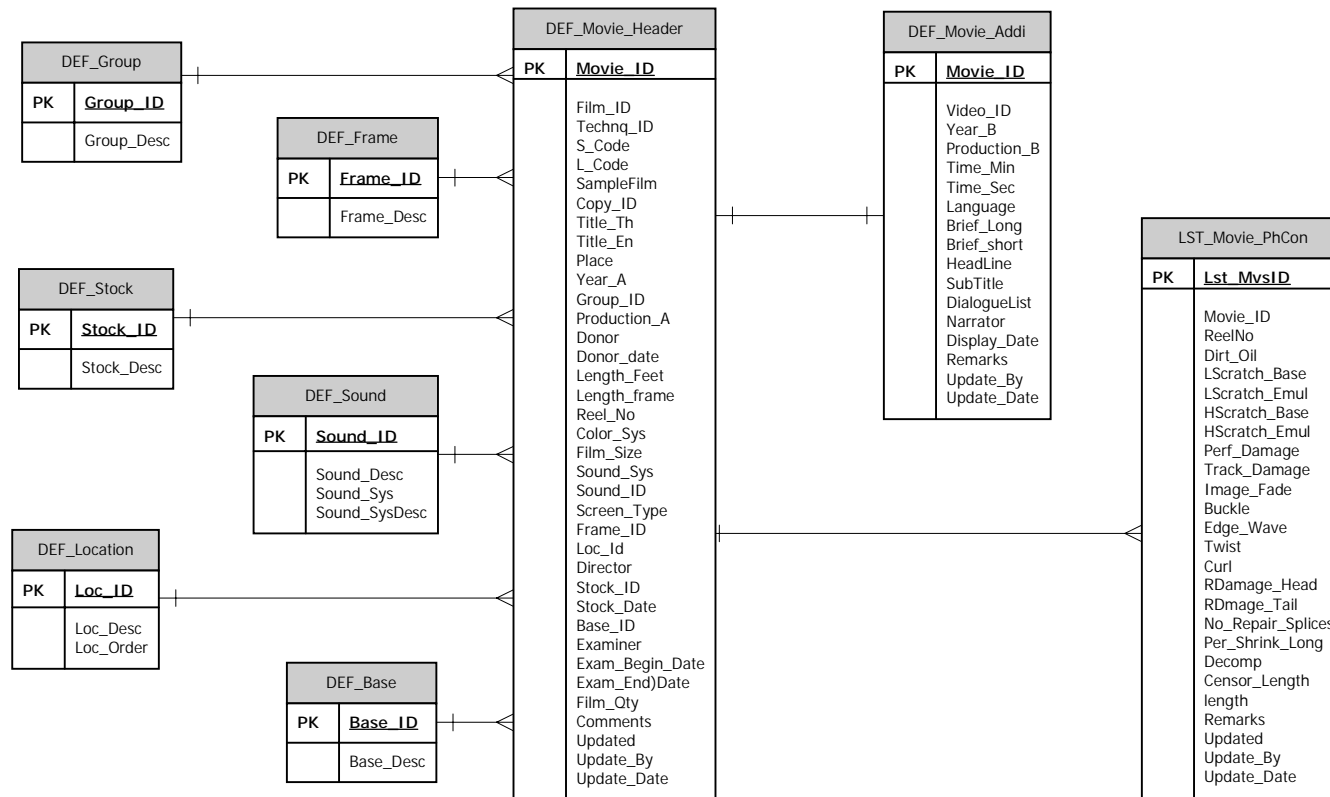 DEF_Group
PK Group_ID
Group_Desc
DEF_Frame
PK Frame_ID
Frame_Desc
DEF_Stock
PK Stock_ID
Stock_Desc
DEF_Sound
PK Sound_ID
Sound_Desc
Sound_Sys
Sound_SysDesc
DEF_Location
PK Loc_ID
Loc_Desc
Loc_Order
DEF_Base
PK Base_ID
Base_Desc
DEF_Movie_Header
PK Movie_ID
Film_ID
Technq_ID
S_Code
L_Code
SampleFilm
Copy_ID
Title_Th
Title_En
Place
Year_A
Group_ID
Production_A
Donor
Donor_date
Length_Feet
Length_frame
Reel_No
Color_Sys
Film_Size
Sound_Sys
Sound_ID
Screen_Type
Frame_ID
Loc_Id
Director
Stock_ID
Stock_Date
Base_ID
Examiner
Exam_Begin_Date
Exam_End)Date
Film_Qty
Comments
Updated
Update_By
Update_Date
DEF_Movie_Addi
PK Movie_ID
Video_ID
Year_B
Production_B
Time_Min
Time_Sec
Language
Brief_Long
Brief_short
HeadLine
SubTitle
DialogueList
Narrator
Display_Date
Remarks
Update_By
Update_Date
LST_Movie_PhCon
PK Lst_MvsID
Movie_ID
ReelNo
Dirt_Oil
LScratch_Base
LScratch_Emul
HScratch_Base
HScratch_Emul
Perf_Damage
Track_Damage
Image_Fade
Buckle
Edge_Wave
Twist
Curl
RDamage_Head
RDmage_Tail
No_Repair_Splices
Per_Shrink_Long
Decomp
Censor_Length
length
Remarks
Updated
Update_By
Update_Date